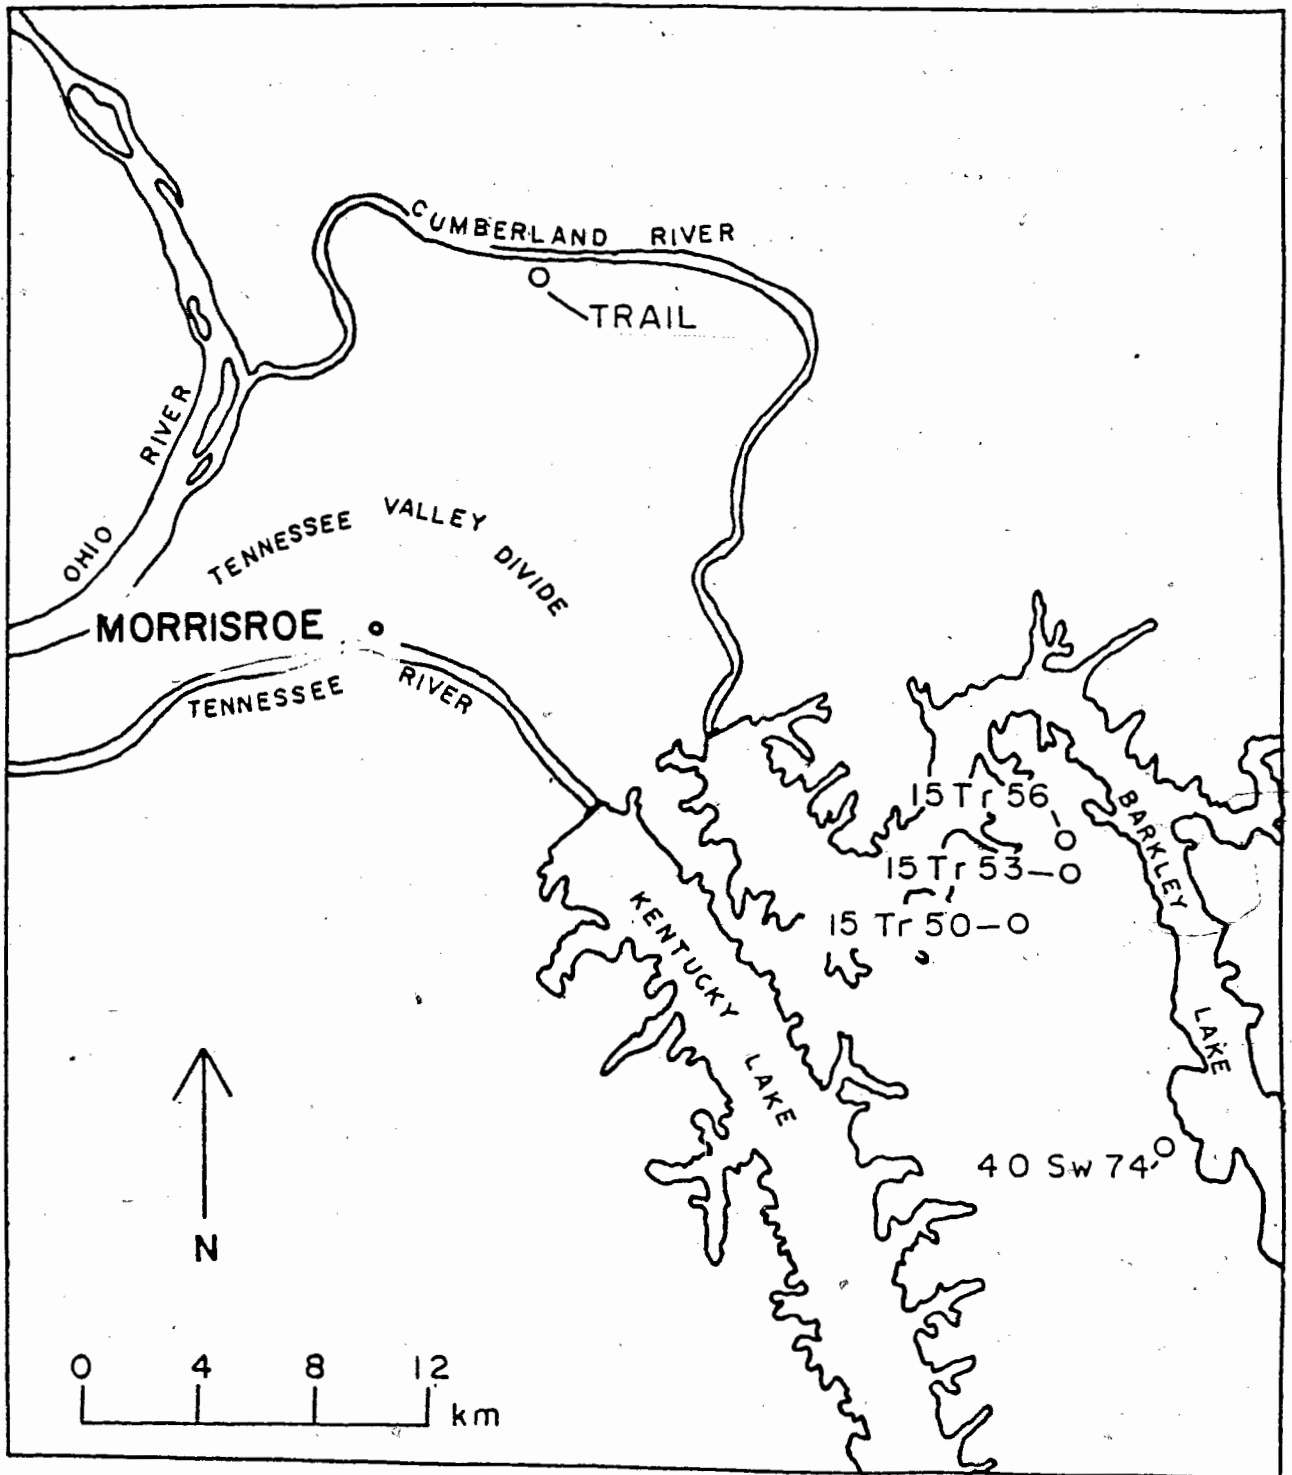 CUMBERLAND RIVER
TRAIL
OHIO RIVER
TENNESSEE VALLEY DIVIDE
MORRISROE
TENNESSEE RIVER
15 Tr 56
BARKLEY LAKE
15 Tr 53
15 Tr 50
KENTUCKY LAKE
40 Sw 74
N
0 4 8 12
km